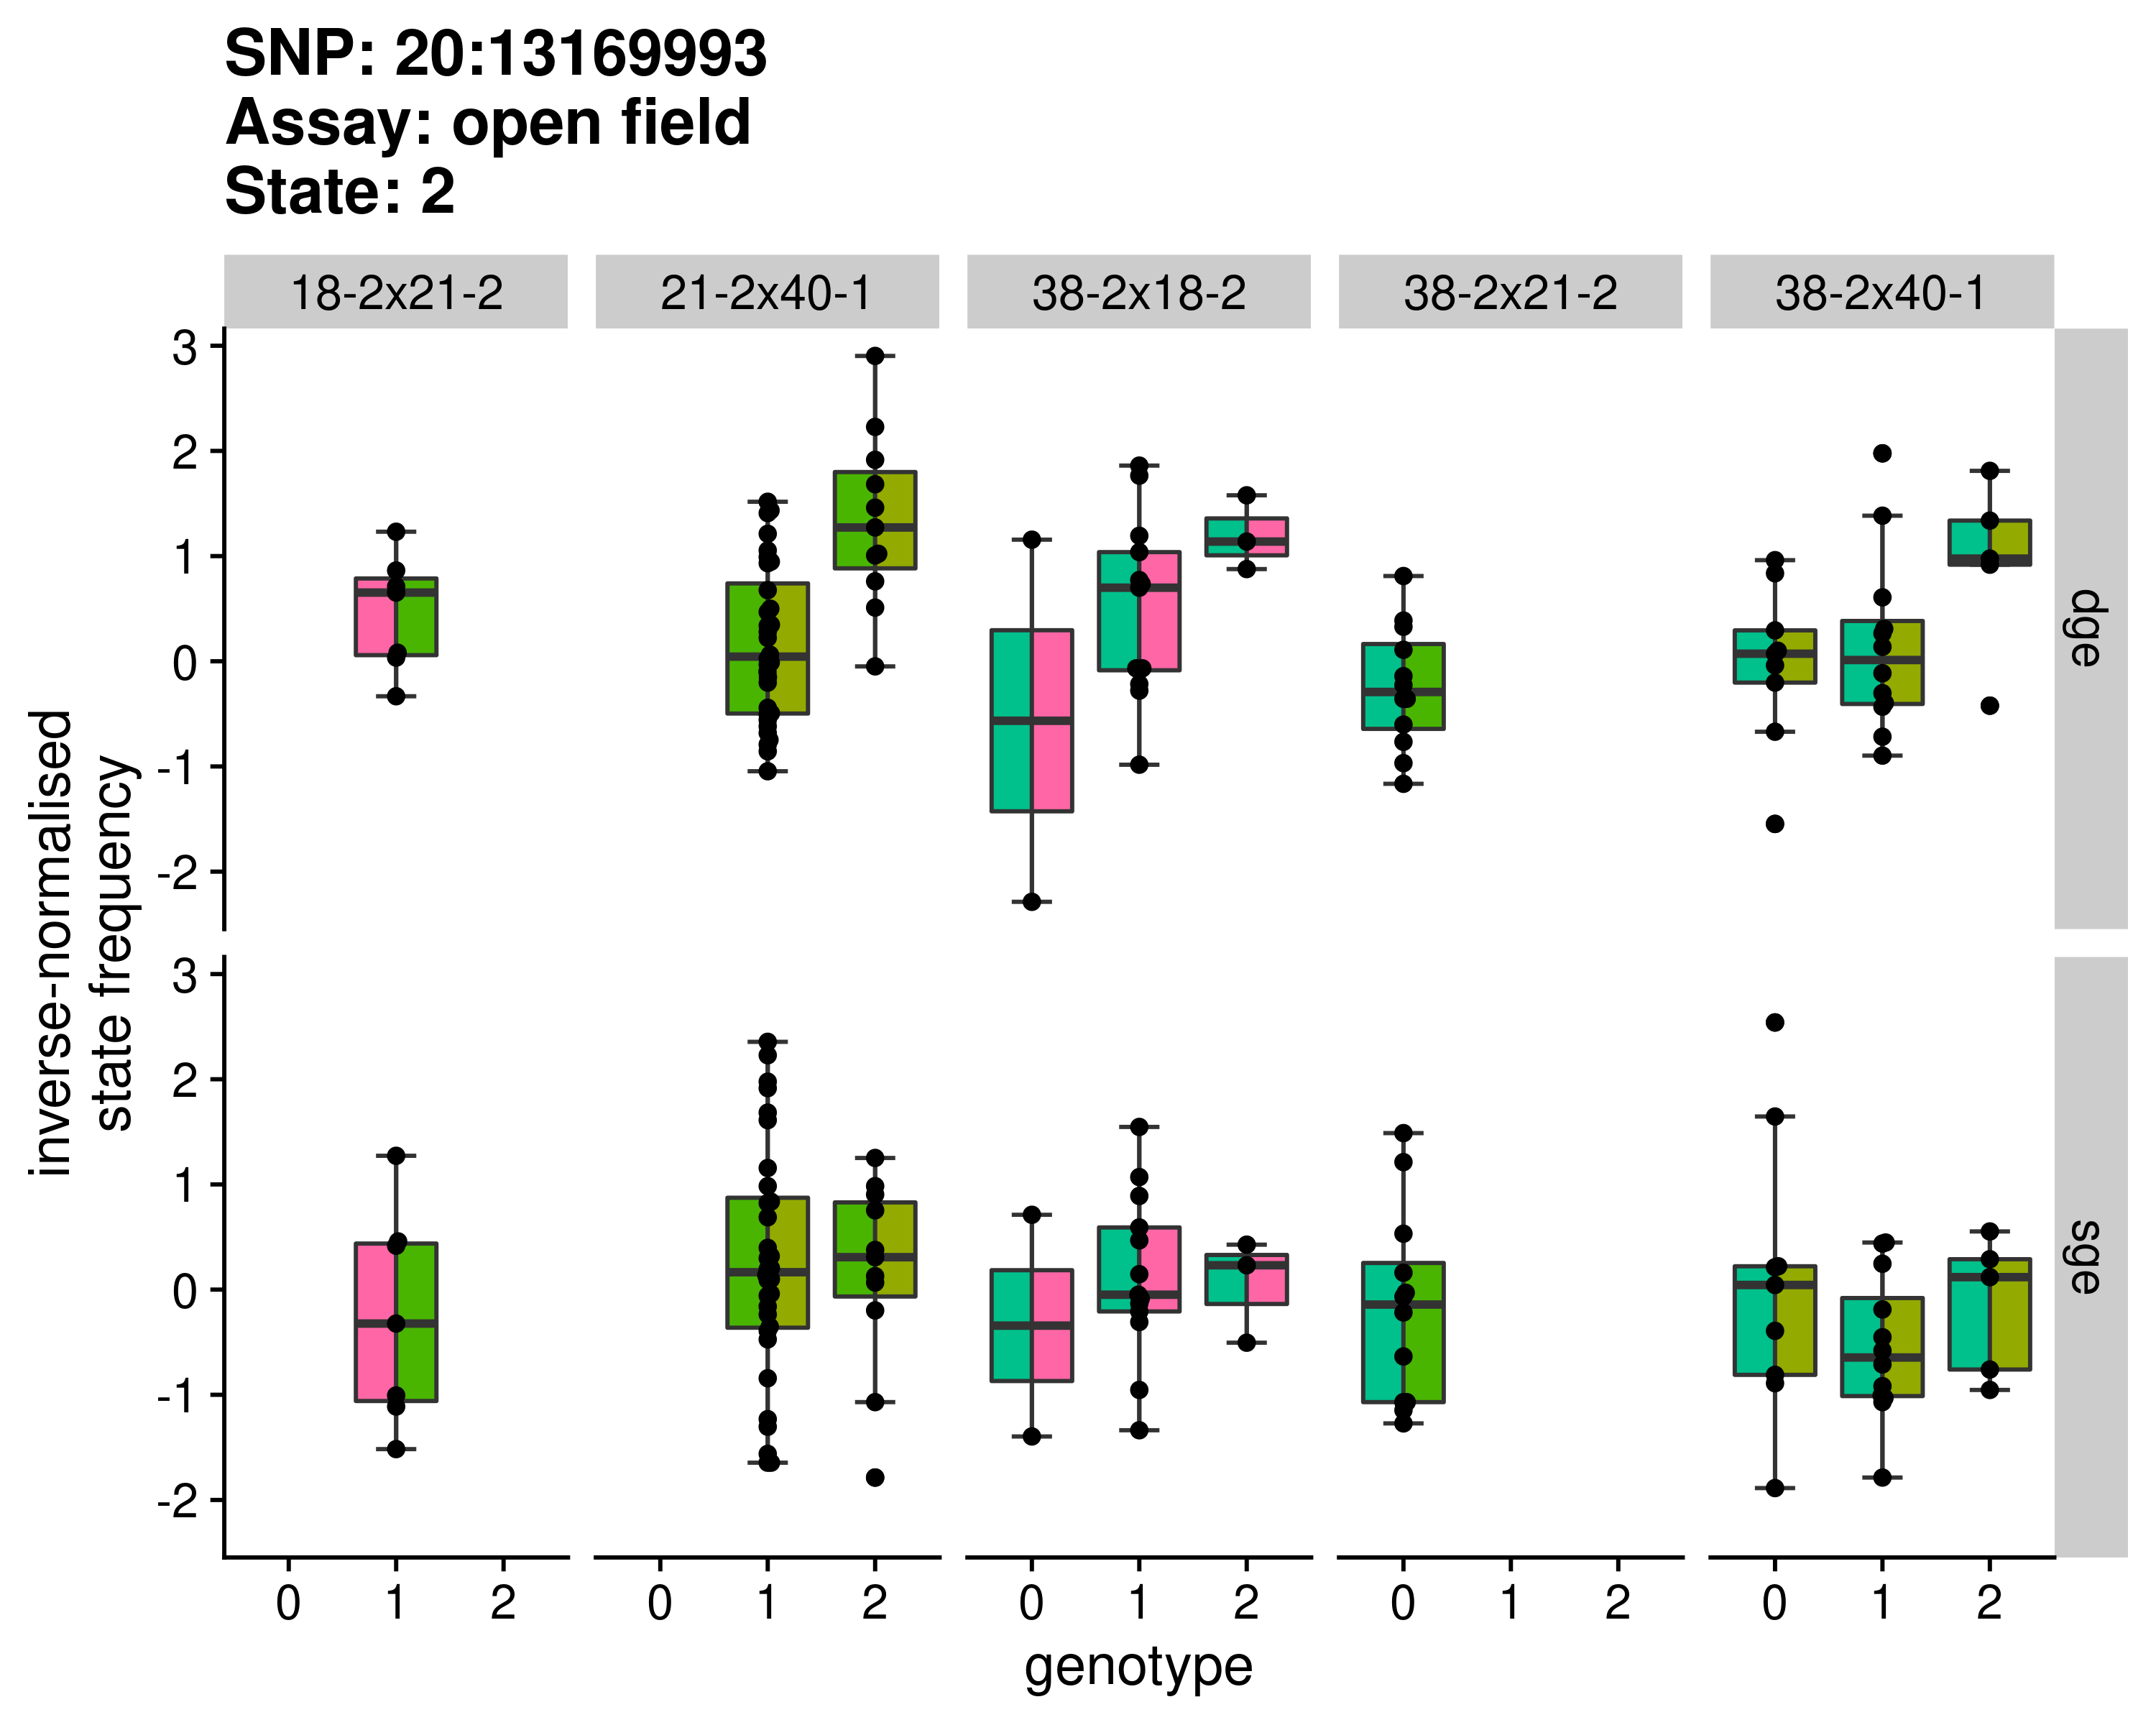 SNP: 20:13169993
Assay: open field
State: 2
18-2x21-2 21-2x40-1 38-2x18-2 38-2x21-2 38-2x40-1
3
2
1
0
-1
-2
dge
3
2
1
0
-1
-2
sge
inverse-normalised
state frequency
0 1 2 0 1 2 0 1 2 0 1 2 0 1 2
genotype